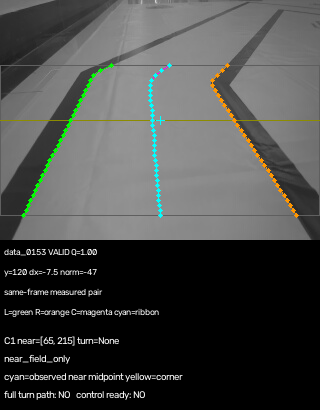 data_0153 VALID Q=1.00
y=120 dx=-7.5 norm=-47
same-frame measured pair
L=green R=orange C=magenta cyan=ribbon
C1 near=[65, 215] turn=None
near_field_only
cyan=observed near midpoint yellow=corner
full turn path: NO control ready: NO